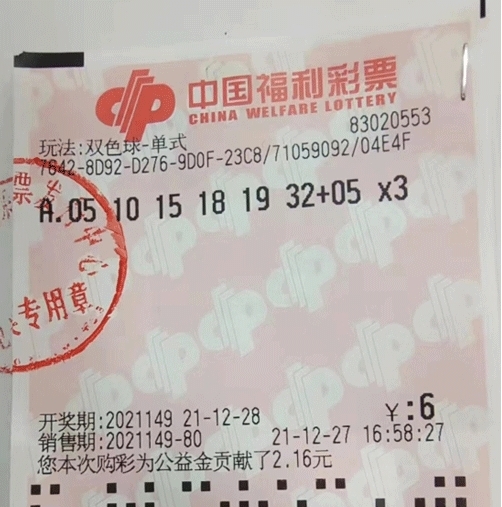 中国福利彩票
CHINA WELFARE LOTTERY
83020553
玩法:双色球-单式
7842-8D92-D276-9D0F-23C8/71059092/04E4F
A.05 10 15 18 19 32+05 x3
票
专用章
开奖期:2021149 21-12-28 ¥:6
销售期:2021149-80 21-12-27 16:58:27
您本次购彩为公益金贡献了2.16元